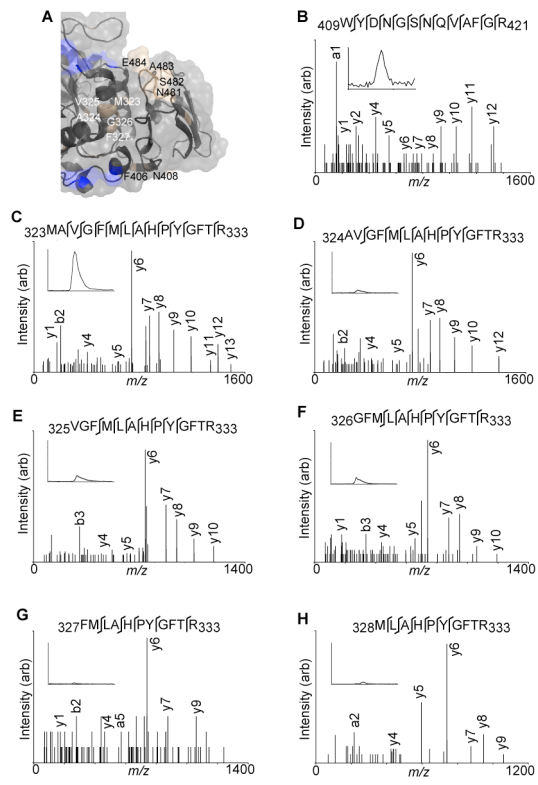 A
E484 A483
S482
N481
V325 M323
A324
G326
F327
F406 N408
B
409WYDNGSNQVAFGR421
Intensity (arb)
a1
y1 y2 y4 y5 y6 y7 y8 y9 y10 y11 y12
0 m/z 1600
C
323MAVGFMLAHPYGFTR333
Intensity (arb)
y1 b2 y4 y5 y6 y7 y8 y9 y10 y11 y12 y13
0 m/z 1600
D
324AVGFMLAHPYGFTR333
Intensity (arb)
b2 y4 y5 y6 y7 y8 y9 y10 y12
0 m/z 1600
E
325VGFMLAHPYGFTR333
Intensity (arb)
b3 y4 y5 y6 y7 y8 y9 y10
0 m/z 1400
F
326GFMLAHPYGFTR333
Intensity (arb)
y1 b3 y4 y5 y6 y7 y8 y9 y10
0 m/z 1400
G
327FMLAHPYGFTR333
Intensity (arb)
y1 b2 y4 a5 y6 y7 y9
0 m/z 1400
H
328MLAHPYGFTR333
Intensity (arb)
a2 y4 y5 y6 y7 y8 y9
0 m/z 1200